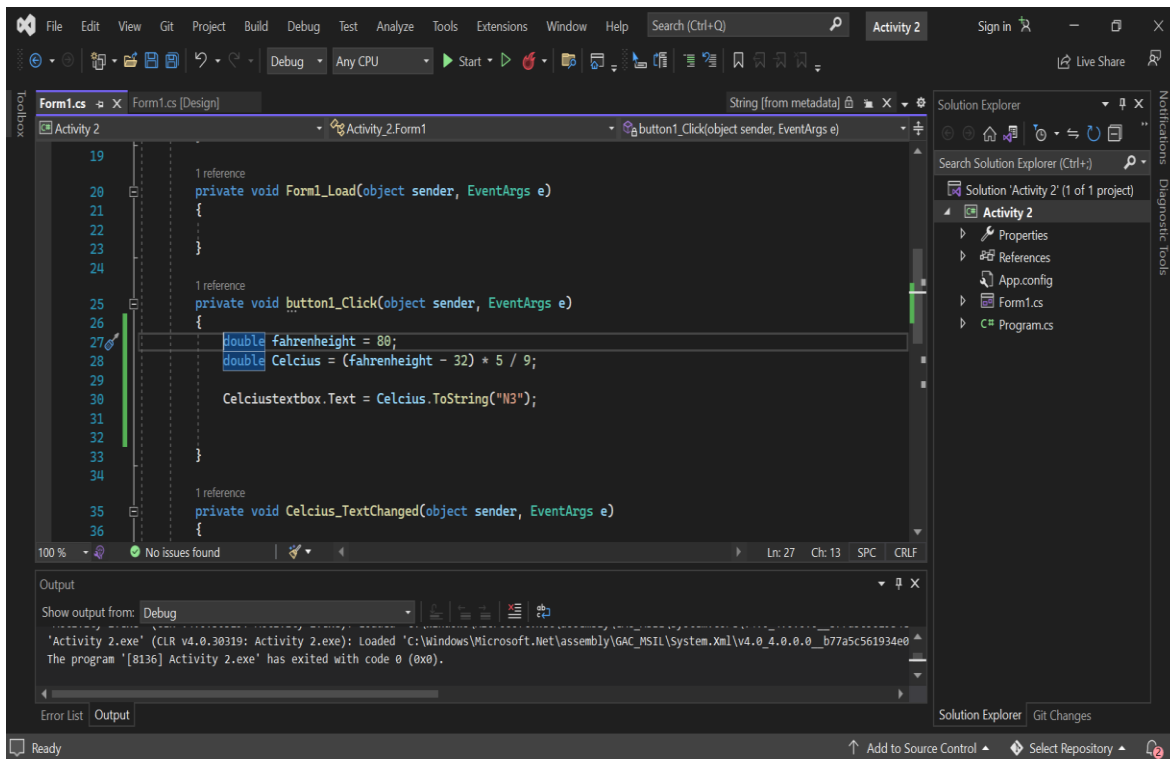 File Edit View Git Project Build Debug Test Analyze Tools Extensions Window Help Search (Ctrl+Q) Activity 2 Sign in
Debug Any CPU Start Live Share
Toolbox
Form1.cs Form1.cs [Design] String [from metadata]
Activity 2 Activity_2.Form1 button1_Click(object sender, EventArgs e)
19
1 reference
20 private void Form1_Load(object sender, EventArgs e)
21 {
22
23 }
24
1 reference
25 private void button1_Click(object sender, EventArgs e)
26 {
27 double fahrenheight = 80;
28 double Celcius = (fahrenheight - 32) * 5 / 9;
29
30 Celciustextbox.Text = Celcius.ToString("N3");
31
32
33 }
34
1 reference
35 private void Celcius_TextChanged(object sender, EventArgs e)
36 {
100 % No issues found Ln: 27 Ch: 13 SPC CRLF
Output
Show output from: Debug
'Activity 2.exe' (CLR v4.0.30319: Activity 2.exe): Loaded 'C:\Windows\Microsoft.Net\assembly\GAC_MSIL\System.Xml\v4.0_4.0.0.0__b77a5c561934e0
The program '[8136] Activity 2.exe' has exited with code 0 (0x0).
Error List Output
Solution Explorer
Search Solution Explorer (Ctrl+;)
Solution 'Activity 2' (1 of 1 project)
Activity 2
Properties
References
App.config
Form1.cs
Program.cs
Solution Explorer Git Changes
Notifications
Diagnostic Tools
Ready Add to Source Control Select Repository 2